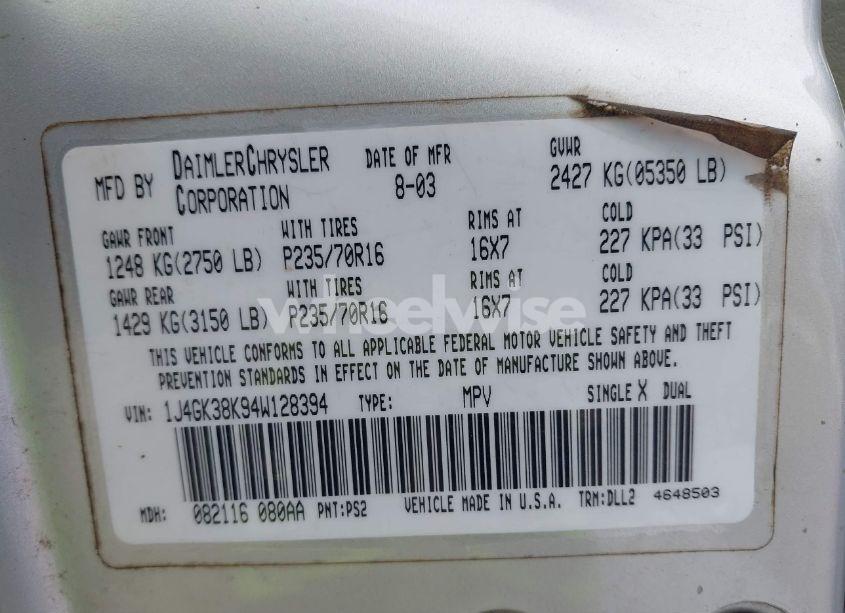 MFD BY DAIMLERCHRYSLER CORPORATION DATE OF MFR 8-03 GVWR 2427 KG(05350 LB)
GAWR FRONT WITH TIRES RIMS AT COLD
1248 KG(2750 LB) P235/70R16 16X7 227 KPA(33 PSI)
GAWR REAR WITH TIRES RIMS AT COLD
1429 KG(3150 LB) P235/70R16 16X7 227 KPA(33 PSI)
wheelwise
THIS VEHICLE CONFORMS TO ALL APPLICABLE FEDERAL MOTOR VEHICLE SAFETY AND THEFT
PREVENTION STANDARDS IN EFFECT ON THE DATE OF MANUFACTURE SHOWN ABOVE.
VIN: 1J4GK38K94W128394 TYPE: MPV SINGLE X DUAL
MDH: 082116 080AA PNT:PS2 VEHICLE MADE IN U.S.A. TRM:DLL2 4648503